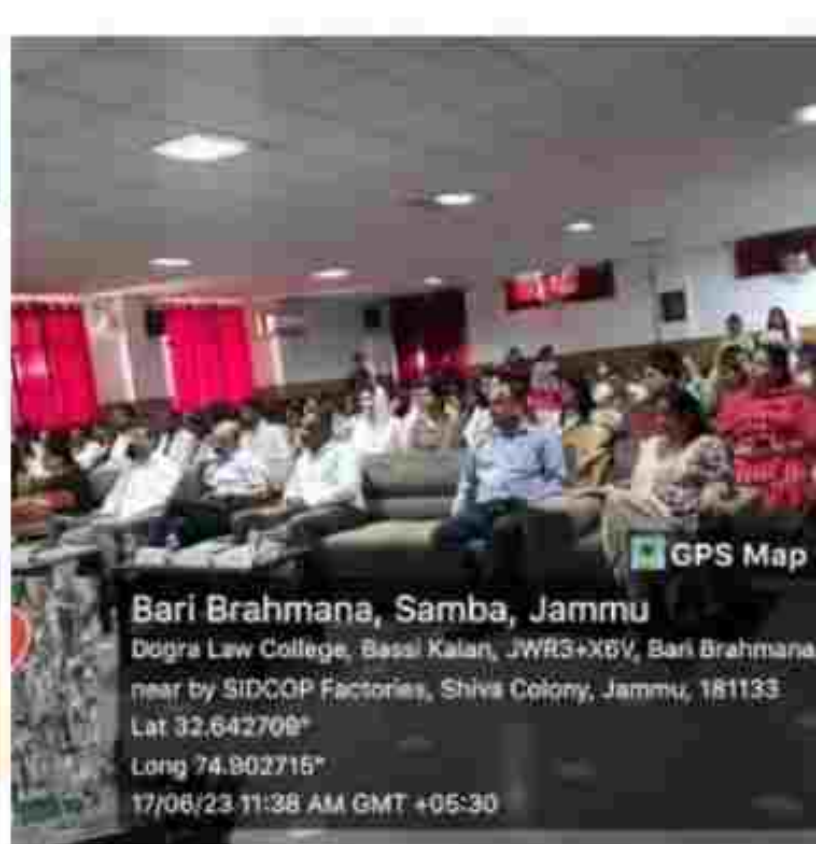 GPS Map
Bari Brahmana, Samba, Jammu
Dogra Law College, Bassi Kalan, JWR3+X6V, Bari Brahmana,
near by SIDCOP Factories, Shiva Colony, Jammu, 181133
Lat 32.642709°
Long 74.902715°
17/06/23 11:38 AM GMT +05:30